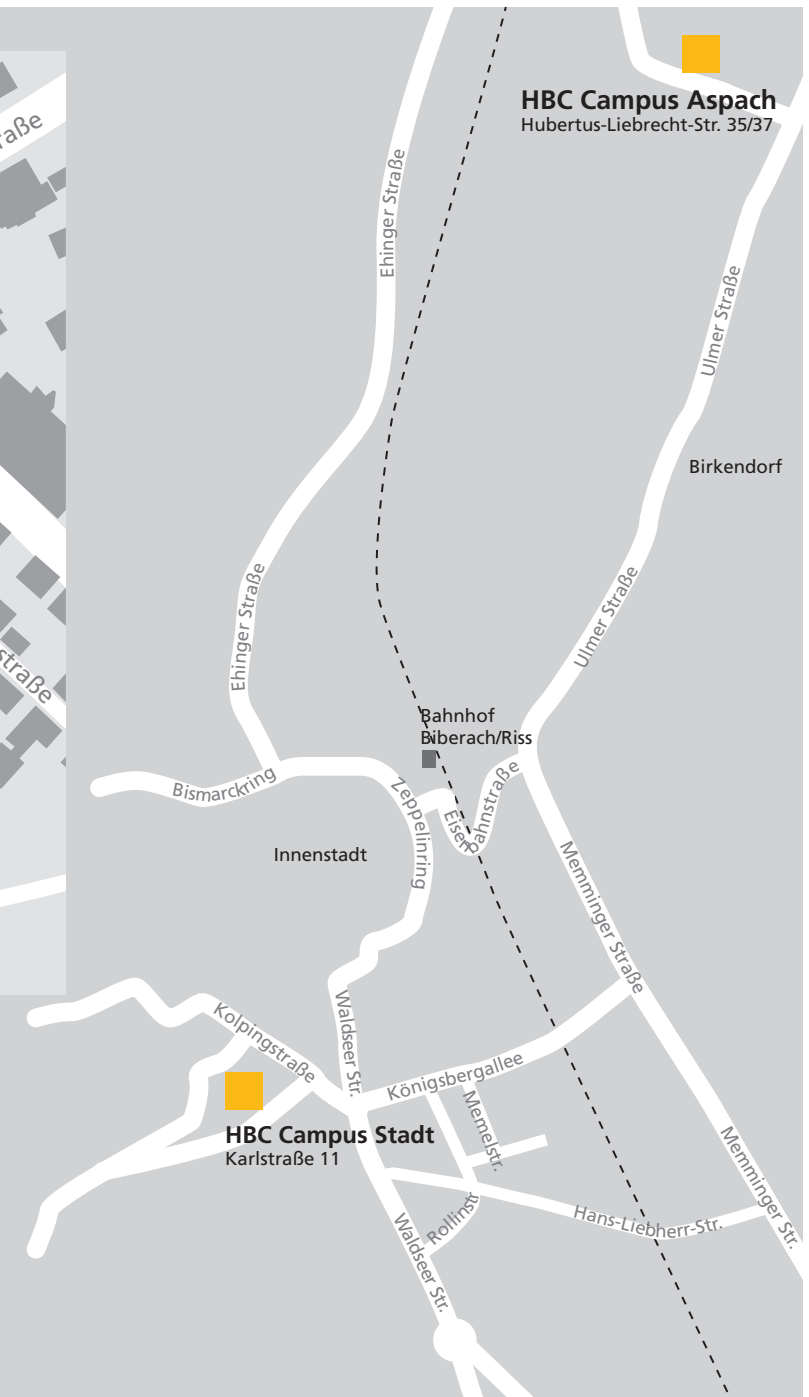 HBC Campus Aspach
Hubertus-Liebrecht-Str. 35/37
raße
Ehinger Straße
Ulmer Straße
Birkendorf
Ehinger Straße
Ulmer Straße
straße
Bahnhof
Biberach/Riss
Bismarckring
Zeppelinring
Eisenbahnstraße
Innenstadt
Memminger Straße
Kolpingstraße
Waldseer Str.
Königsbergallee
Memelstr.
HBC Campus Stadt
Karlstraße 11
Memminger Str.
Rollinstr
Hans-Liebherr-Str.
Waldseer Str.